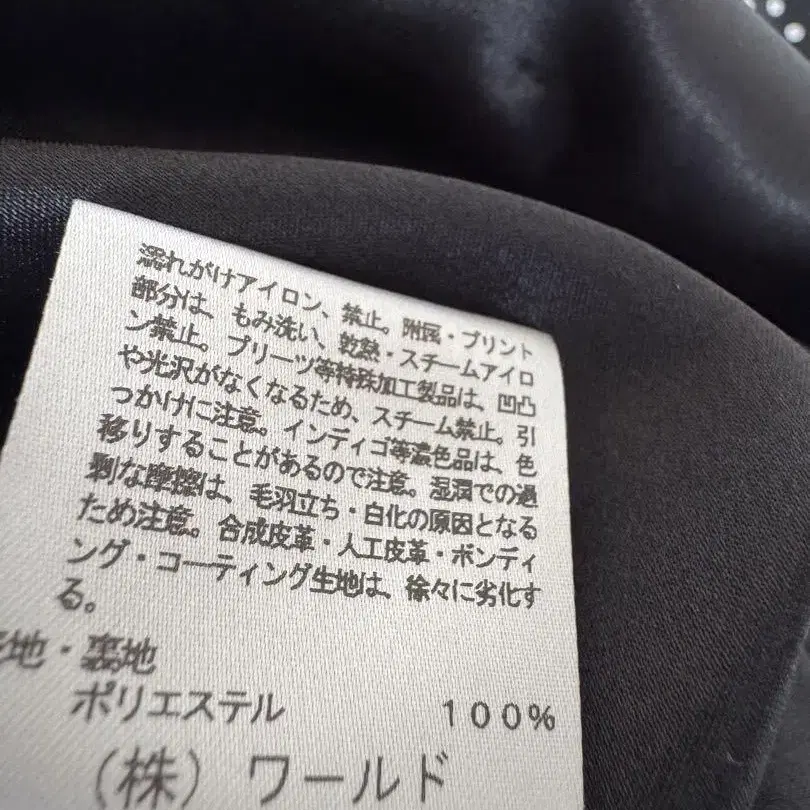 濡れがけアイロン、禁止。附属・プリント
部分は、もみ洗い、乾熱・スチームアイロ
ン禁止。プリーツ等特殊加工製品は、凹凸
や光沢がなくなるため、スチーム禁止。引
っかけに注意。インディゴ等濃色品は、色
移りすることがあるので注意。湿潤での過
剰な摩擦は、毛羽立ち・白化の原因となる
ため注意。合成皮革・人工皮革・ボンディ
ング・コーティング生地は、徐々に劣化す
る。
地・裏地
ポリエステル 100%
(株)ワールド